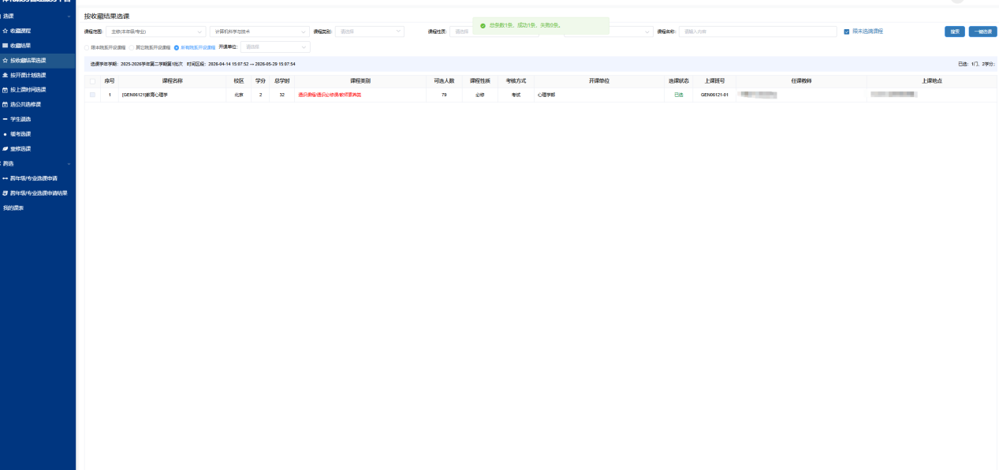 选课
收藏课程
收藏结果
按收藏结果选课
按开课计划选课
按上课时间选课
选公共选修课
学生退选
缓考选课
重修选课
跨选
跨年级/专业选课申请
跨年级/专业选课申请结果
我的课表
按收藏结果选课
总条数1条，成功1条，失败0条。
课程范围: 主修(本年级/专业) 计算机科学与技术 课程类别: 请选择 课程性质: 请选择 课程名称: 请输入内容 限未选满课程 搜索 一键选课
限本院系开设课程 其它院系开设课程 所有院系开设课程 开课单位: 请选择
选课学年学期: 2025-2026学年第二学期第1批次 时间区段: 2026-04-14 15:07:52 -- 2026-05-29 15:07:54 已选: 1门, 2学分;
序号 课程名称 校区 学分 总学时 课程类别 可选人数 课程性质 考核方式 开课单位 选课状态 上课班号 任课教师 上课地点
1 [GEN06121]教育心理学 北京 2 32 通识课程/通识必修课/教师素养类 79 必修 考试 心理学部 已选 GEN06121-01